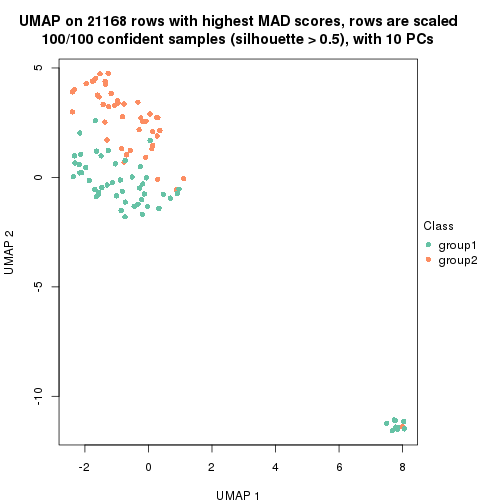 UMAP on 21168 rows with highest MAD scores, rows are scaled
100/100 confident samples (silhouette > 0.5), with 10 PCs
5
0
-5
-10
UMAP 2
-2
0
2
4
6
8
UMAP 1
Class
group1
group2